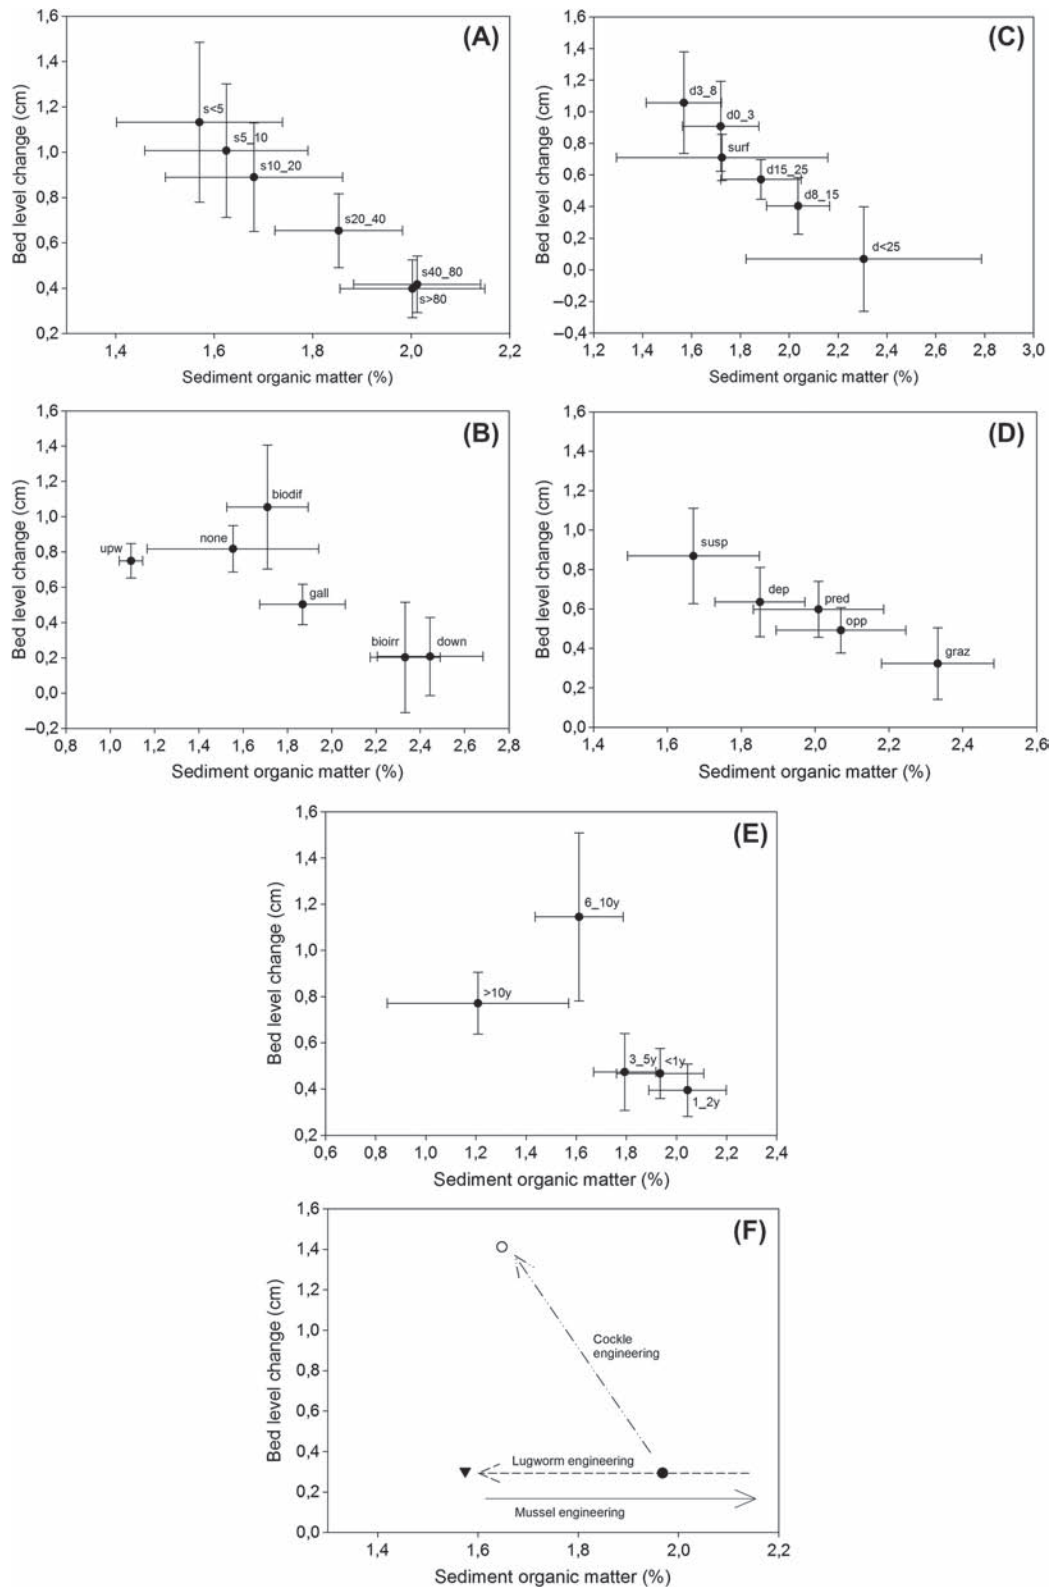 1,6
(A)
1,4
1,2
s<5
1,0
s5_10
s10_20
0,8
s20_40
0,6
s40_80
0,4
s>80
0,2
1,4
1,6
1,8
2,0
2,2
Bed level change (cm)
Sediment organic matter (%)
1,6
(C)
1,4
1,2
d3_8
1,0
d0_3
0,8
surf
0,6
d15_25
0,4
d8_15
0,2
d<25
0,0
–0,2
–0,4
1,2
1,4
1,6
1,8
2,0
2,2
2,4
2,6
2,8
3,0
Bed level change (cm)
Sediment organic matter (%)
1,6
(B)
1,4
1,2
biodif
1,0
none
0,8
upw
0,6
gall
0,4
bioirr
down
0,2
0,0
–0,2
0,8
1,0
1,2
1,4
1,6
1,8
2,0
2,2
2,4
2,6
2,8
Bed level change (cm)
Sediment organic matter (%)
1,6
(D)
1,4
1,2
1,0
susp
0,8
dep
pred
0,6
opp
0,4
graz
0,2
0,0
1,4
1,6
1,8
2,0
2,2
2,4
2,6
Bed level change (cm)
Sediment organic matter (%)
1,6
(E)
1,4
1,2
6_10y
1,0
>10y
0,8
0,6
3_5y
<1y
0,4
1_2y
0,2
0,6
0,8
1,0
1,2
1,4
1,6
1,8
2,0
2,2
2,4
Bed level change (cm)
Sediment organic matter (%)
1,6
(F)
1,4
1,2
1,0
Cockle
engineering
0,8
0,6
0,4
Lugworm engineering
0,2
Mussel engineering
0,0
1,4
1,6
1,8
2,0
2,2
Bed level change (cm)
Sediment organic matter (%)